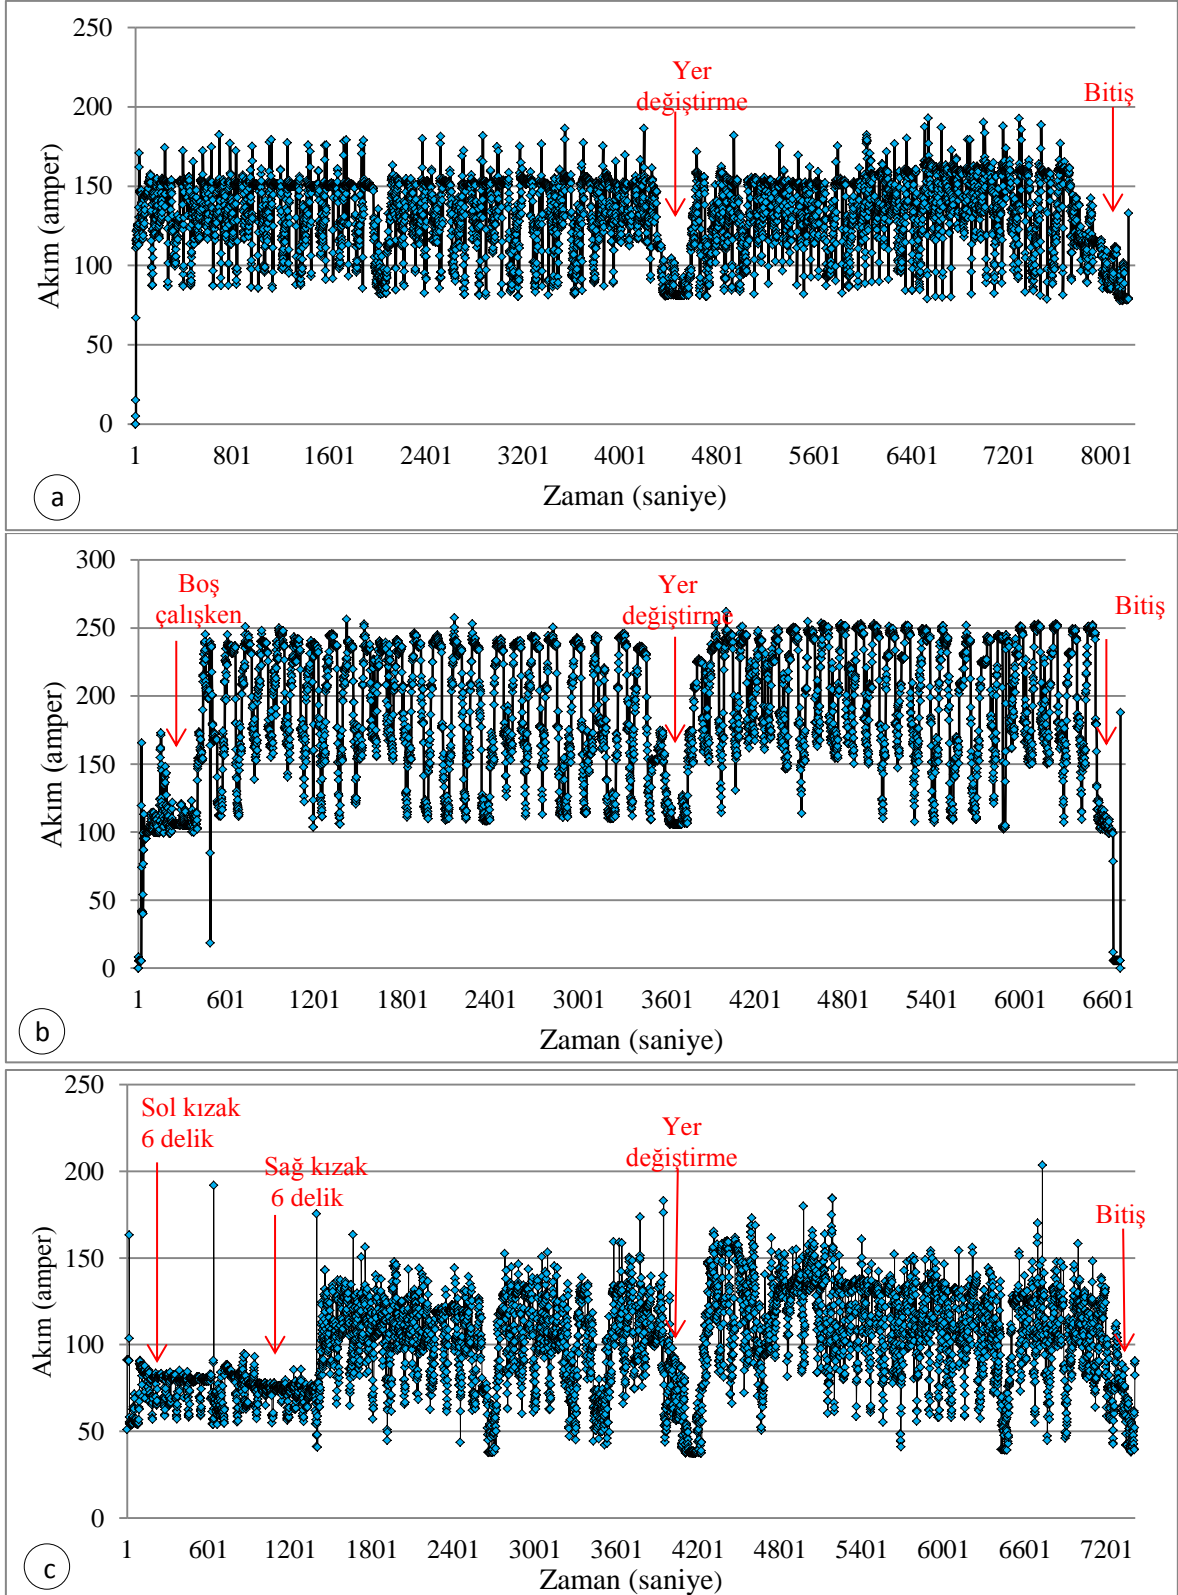 250
200
150
100
50
0
Akım (amper)
Yer
değiştirme
Bitiş
1 801 1601 2401 3201 4001 4801 5601 6401 7201 8001
Zaman (saniye)
a
300
250
200
150
100
50
0
Akım (amper)
Boş
çalışken
Yer
değiştirme
Bitiş
1 601 1201 1801 2401 3001 3601 4201 4801 5401 6001 6601
Zaman (saniye)
b
250
200
150
100
50
0
Akım (amper)
Sol kızak
6 delik
Sağ kızak
6 delik
Yer
değiştirme
Bitiş
1 601 1201 1801 2401 3001 3601 4201 4801 5401 6001 6601 7201
Zaman (saniye)
c